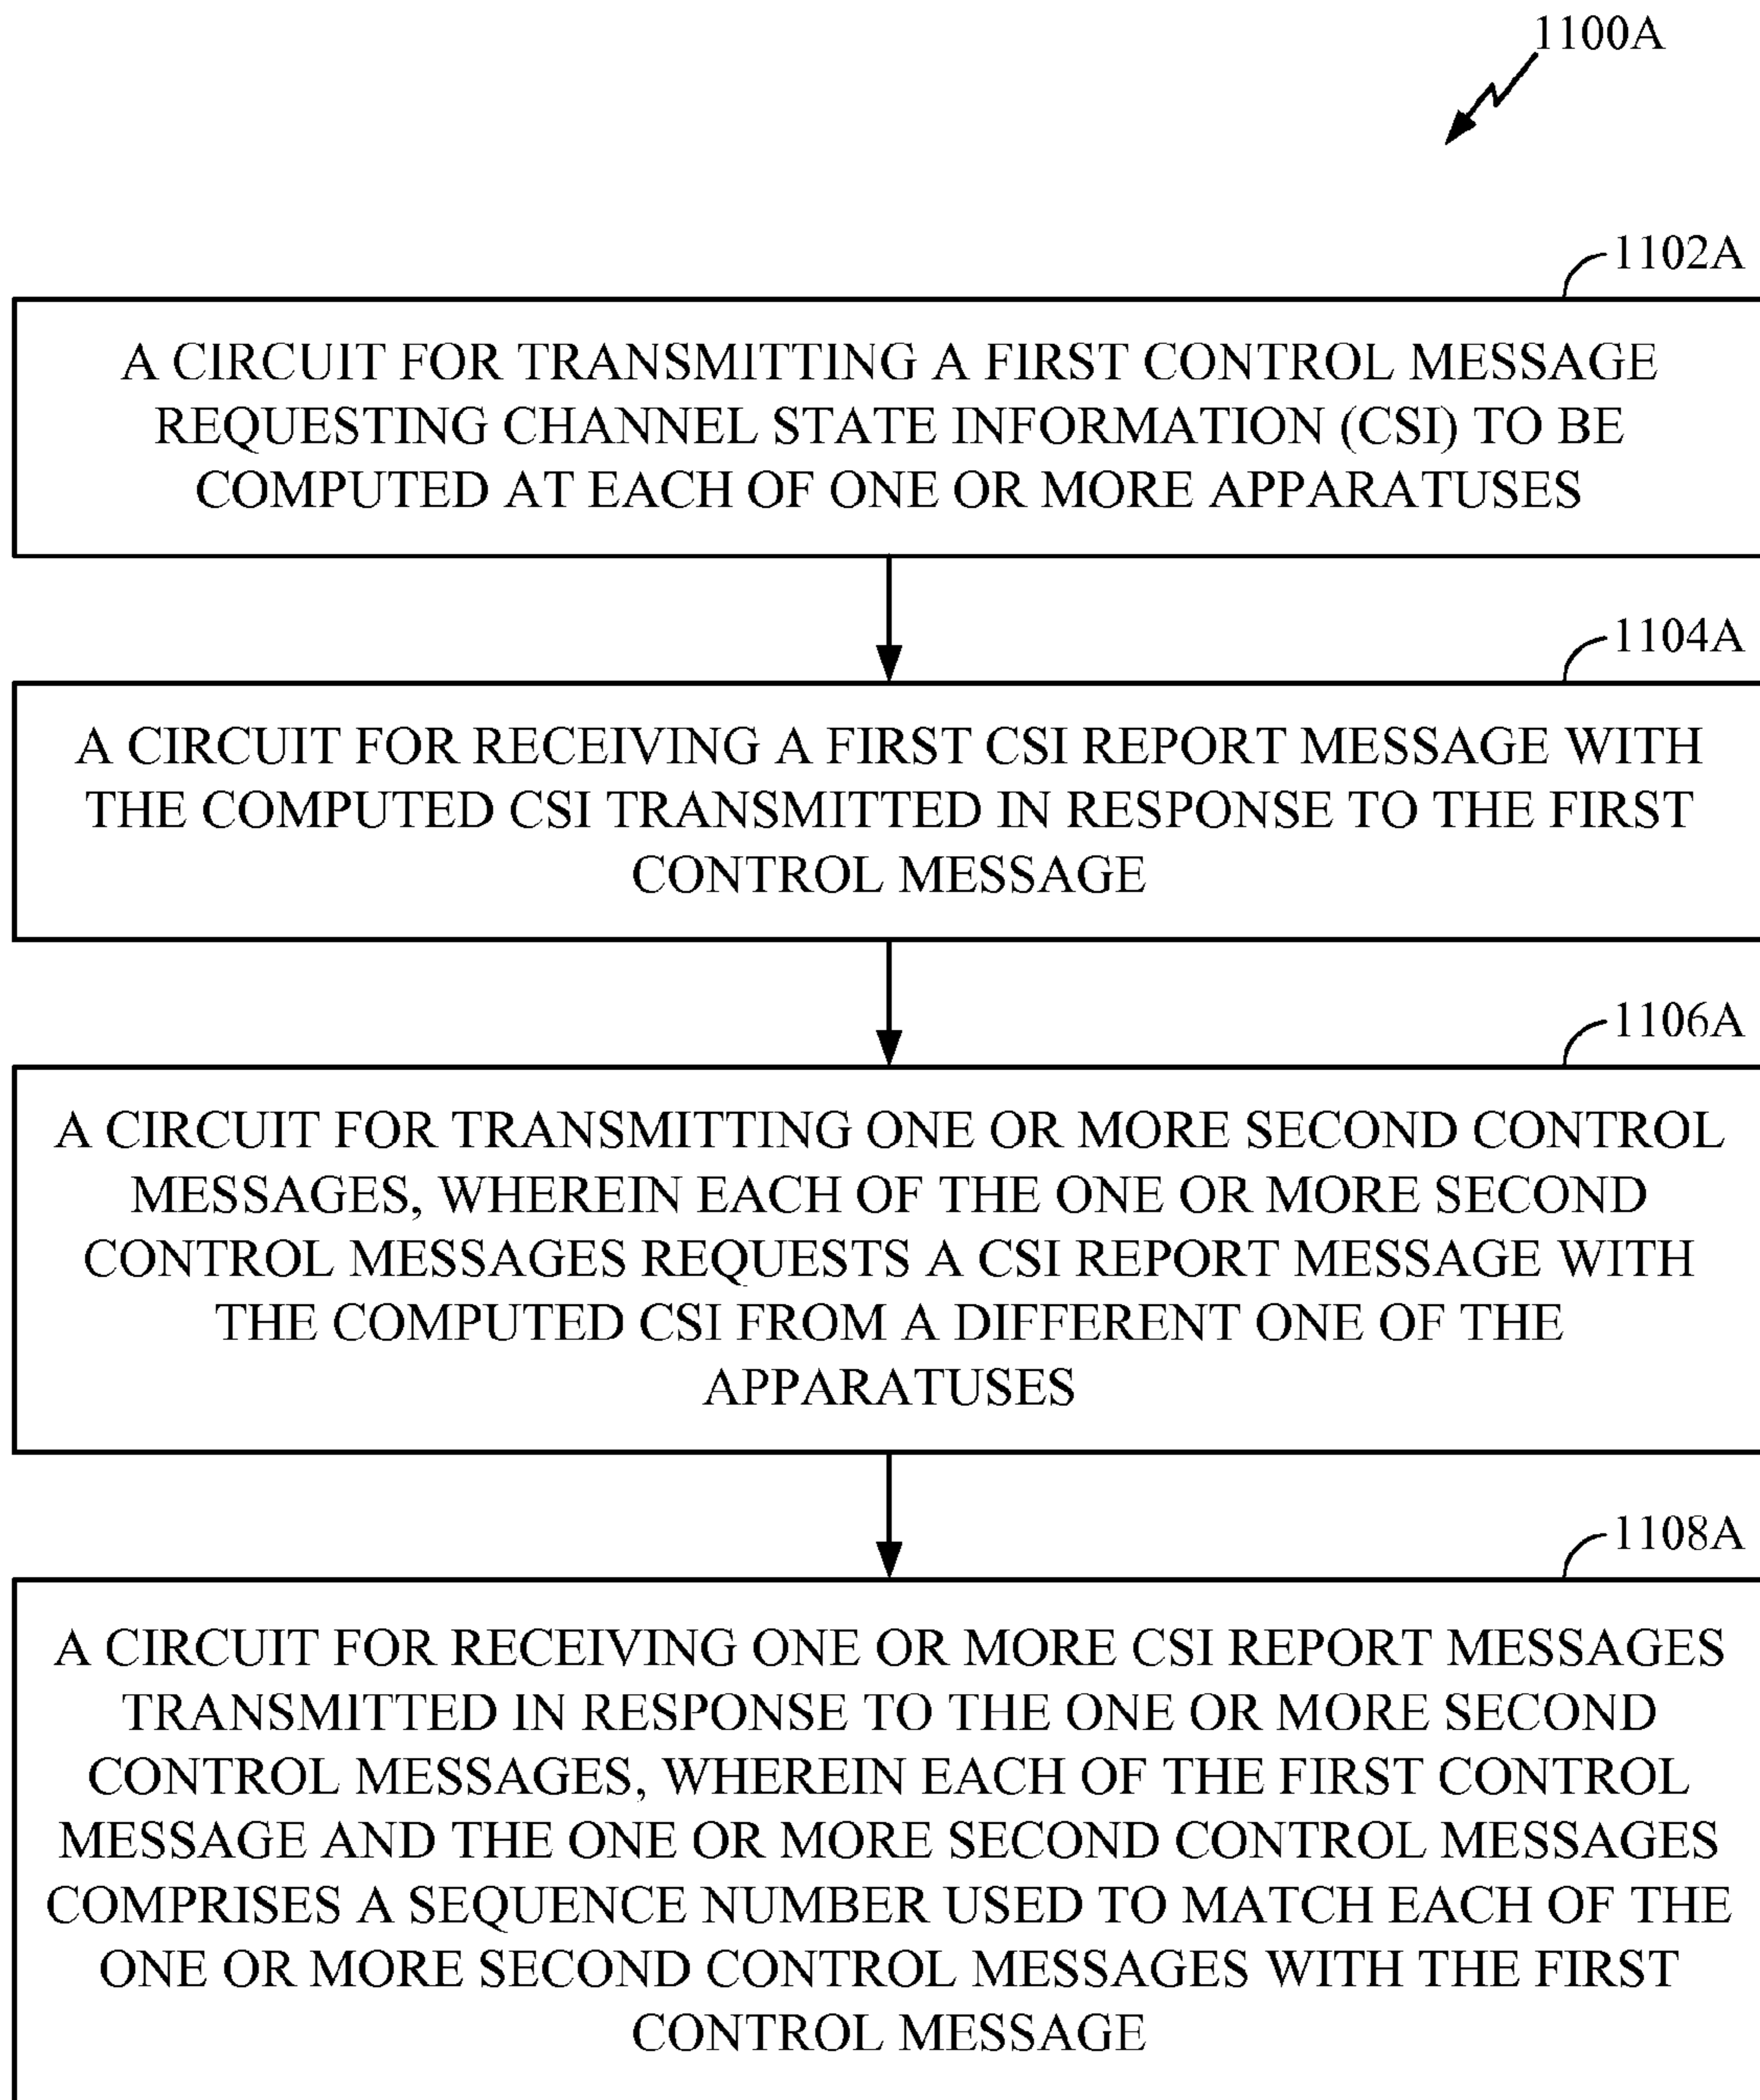 1100A
1102A
A CIRCUIT FOR TRANSMITTING A FIRST CONTROL MESSAGE
REQUESTING CHANNEL STATE INFORMATION (CSI) TO BE
COMPUTED AT EACH OF ONE OR MORE APPARATUSES
1104A
A CIRCUIT FOR RECEIVING A FIRST CSI REPORT MESSAGE WITH
THE COMPUTED CSI TRANSMITTED IN RESPONSE TO THE FIRST
CONTROL MESSAGE
1106A
A CIRCUIT FOR TRANSMITTING ONE OR MORE SECOND CONTROL
MESSAGES, WHEREIN EACH OF THE ONE OR MORE SECOND
CONTROL MESSAGES REQUESTS A CSI REPORT MESSAGE WITH
THE COMPUTED CSI FROM A DIFFERENT ONE OF THE
APPARATUSES
1108A
A CIRCUIT FOR RECEIVING ONE OR MORE CSI REPORT MESSAGES
TRANSMITTED IN RESPONSE TO THE ONE OR MORE SECOND
CONTROL MESSAGES, WHEREIN EACH OF THE FIRST CONTROL
MESSAGE AND THE ONE OR MORE SECOND CONTROL MESSAGES
COMPRISES A SEQUENCE NUMBER USED TO MATCH EACH OF THE
ONE OR MORE SECOND CONTROL MESSAGES WITH THE FIRST
CONTROL MESSAGE